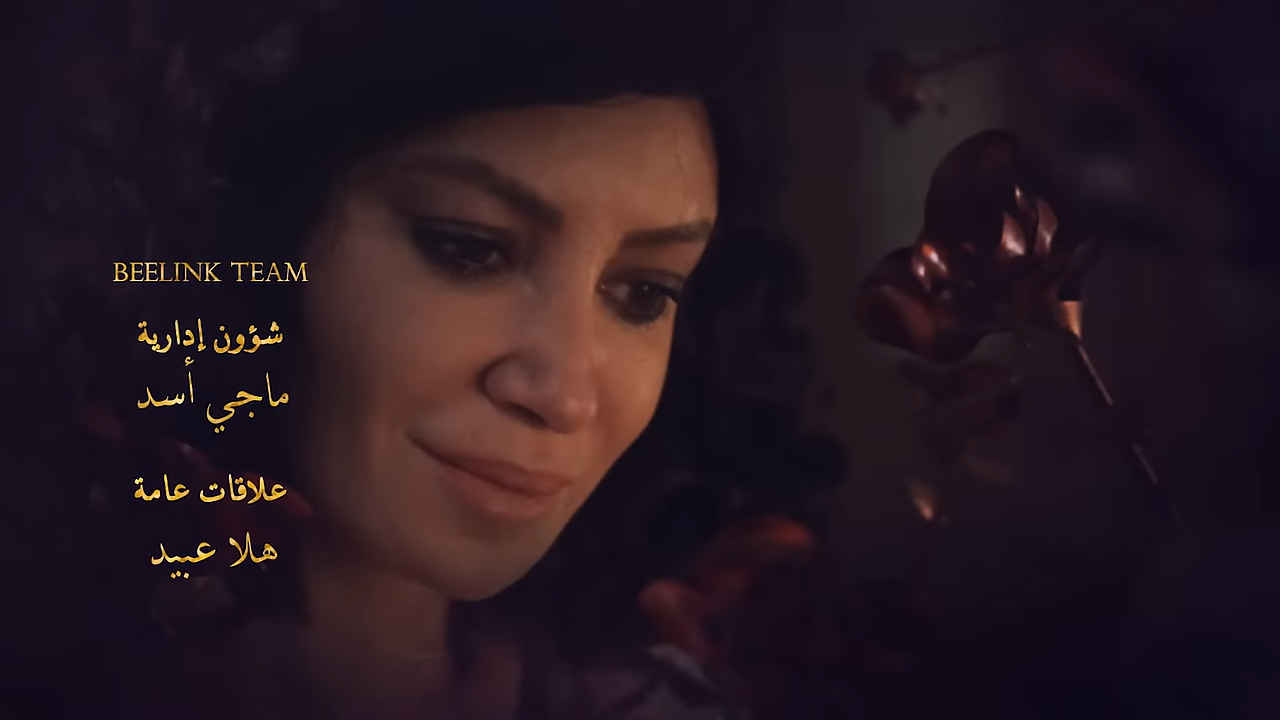 BEELINK TEAM
شؤون إدارية
ماجي أسد
علاقات عامة
هلا عبيد